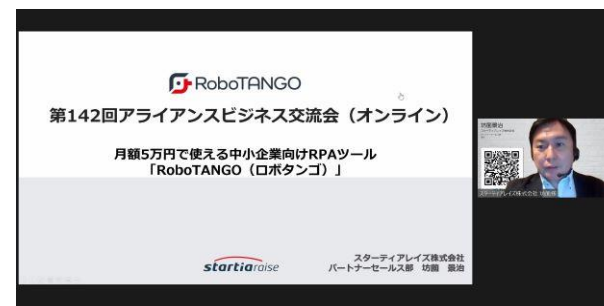 RoboTANGO
第142回アライアンスビジネス交流会（オンライン）
月額5万円で使える中小企業向けRPAツール
「RoboTANGO（ロボタンゴ）」
startiaraise
スターティアレイズ株式会社
パートナーセールス部 坊薗 景治